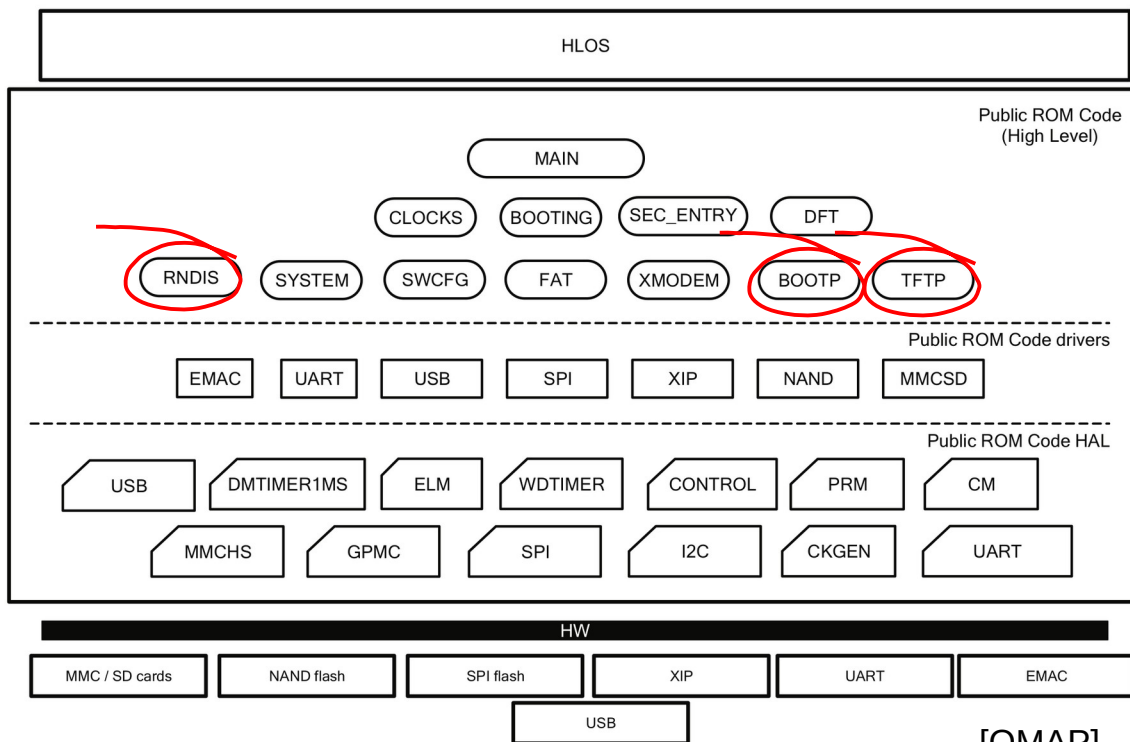 HLOS
Public ROM Code
(High Level)
MAIN
CLOCKS BOOTING SEC_ENTRY DFT
RNDIS SYSTEM SWCFG FAT XMODEM BOOTP TFTP
Public ROM Code drivers
EMAC UART USB SPI XIP NAND MMCSD
Public ROM Code HAL
USB DMTIMER1MS ELM WDTIMER CONTROL PRM CM
MMCHS GPMC SPI I2C CKGEN UART
HW
MMC / SD cards NAND flash SPI flash XIP UART EMAC
USB
[OMAP]